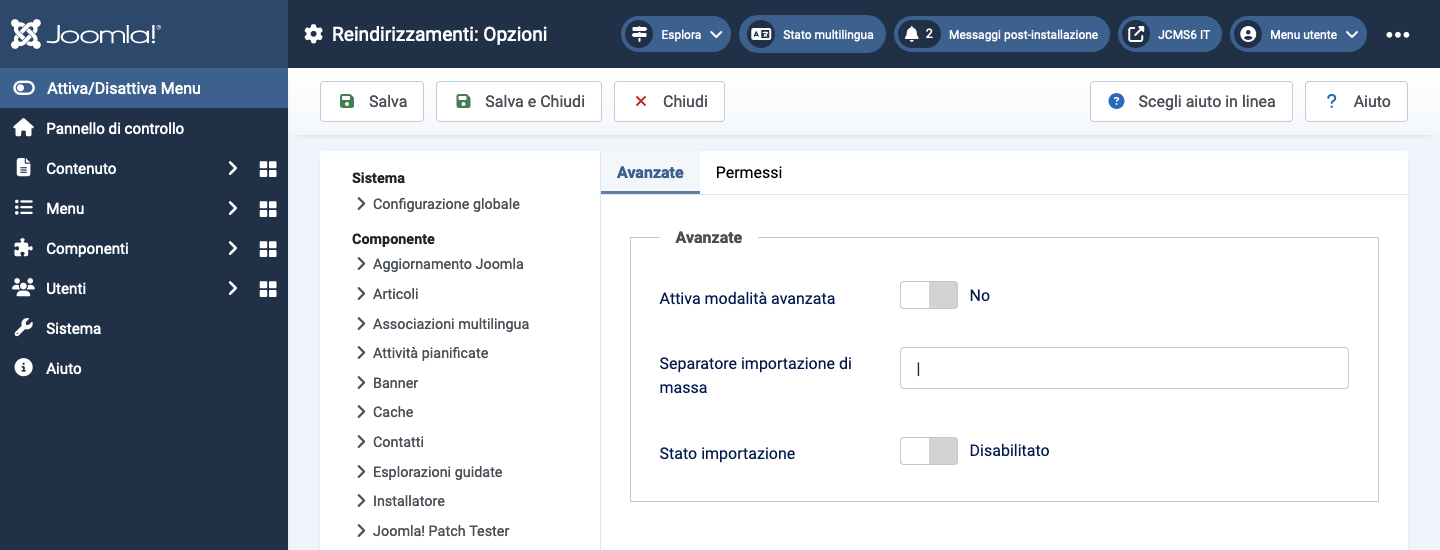 Joomla!®
Reindirizzamenti: Opzioni
Esplora
Stato multilingua
2 Messaggi post-installazione
JCMS6 IT
Menu utente
Attiva/Disattiva Menu
Pannello di controllo
Contenuto
Menu
Componenti
Utenti
Sistema
Aiuto
Salva
Salva e Chiudi
Chiudi
Scegli aiuto in linea
Aiuto
Sistema
Configurazione globale
Componente
Aggiornamento Joomla
Articoli
Associazioni multilingua
Attività pianificate
Banner
Cache
Contatti
Esplorazioni guidate
Installatore
Joomla! Patch Tester
Avanzate
Permessi
Avanzate
Attiva modalità avanzata
No
Separatore importazione di
massa
|
Stato importazione
Disabilitato